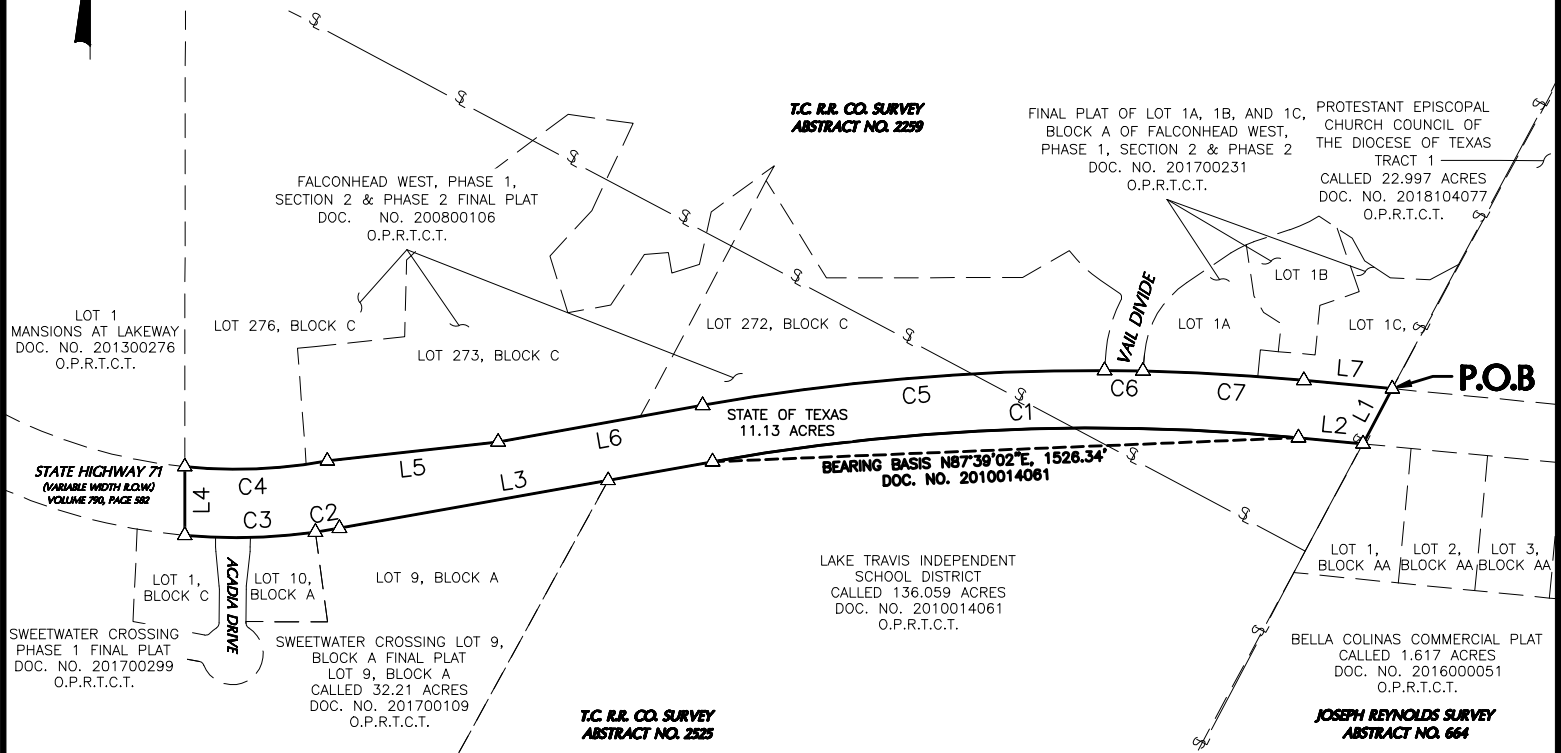 T.C. R.R. CO. SURVEY
ABSTRACT NO. 2259
FINAL PLAT OF LOT 1A, 1B, AND 1C,
BLOCK A OF FALCONHEAD WEST,
PHASE 1, SECTION 2 & PHASE 2
DOC. NO. 201700231
O.P.R.T.C.T.
PROTESTANT EPISCOPAL
CHURCH COUNCIL OF
THE DIOCESE OF TEXAS
TRACT 1
CALLED 22.997 ACRES
DOC. NO. 2018104077
O.P.R.T.C.T.
FALCONHEAD WEST, PHASE 1,
SECTION 2 & PHASE 2 FINAL PLAT
DOC. NO. 200800106
O.P.R.T.C.T.
LOT 1
MANSIONS AT LAKEWAY
DOC. NO. 201300276
O.P.R.T.C.T.
LOT 276, BLOCK C
LOT 273, BLOCK C
LOT 272, BLOCK C
VAIL DIVIDE
LOT 1A
LOT 1B
LOT 1C,
P.O.B
L7
C7
C6
C5
C1
L1
L2
STATE OF TEXAS
11.13 ACRES
L6
L5
L3
C4
L4
C3
C2
BEARING BASIS N87°39'02"E, 1526.34'
DOC. NO. 2010014061
STATE HIGHWAY 71
(VARIABLE WIDTH R.O.W.)
VOLUME 790, PAGE 582
LOT 1,
BLOCK C
ACADIA DRIVE
LOT 10,
BLOCK A
LOT 9, BLOCK A
LAKE TRAVIS INDEPENDENT
SCHOOL DISTRICT
CALLED 136.059 ACRES
DOC. NO. 2010014061
O.P.R.T.C.T.
LOT 1,
BLOCK AA
LOT 2,
BLOCK AA
LOT 3,
BLOCK AA
SWEETWATER CROSSING
PHASE 1 FINAL PLAT
DOC. NO. 201700299
O.P.R.T.C.T.
SWEETWATER CROSSING LOT 9,
BLOCK A FINAL PLAT
LOT 9, BLOCK A
CALLED 32.21 ACRES
DOC. NO. 201700109
O.P.R.T.C.T.
BELLA COLINAS COMMERCIAL PLAT
CALLED 1.617 ACRES
DOC. NO. 2016000051
O.P.R.T.C.T.
T.C. R.R. CO. SURVEY
ABSTRACT NO. 2525
JOSEPH REYNOLDS SURVEY
ABSTRACT NO. 664